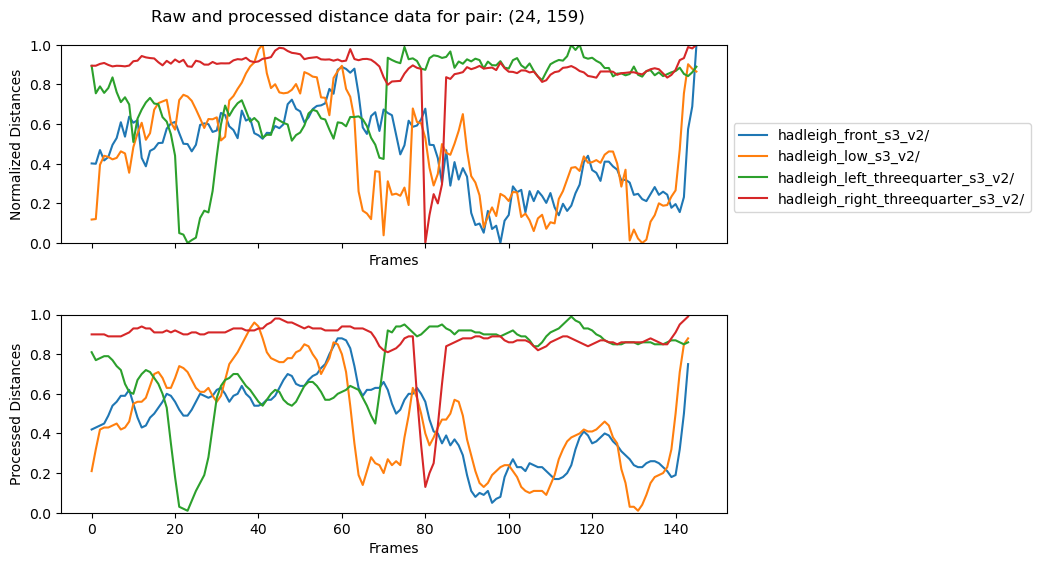 Raw and processed distance data for pair: (24, 159)
1.0
0.8
0.6
0.4
0.2
0.0
Normalized Distances
Frames
hadleigh_front_s3_v2/
hadleigh_low_s3_v2/
hadleigh_left_threequarter_s3_v2/
hadleigh_right_threequarter_s3_v2/
1.0
0.8
0.6
0.4
0.2
0.0
Processed Distances
0 20 40 60 80 100 120 140
Frames